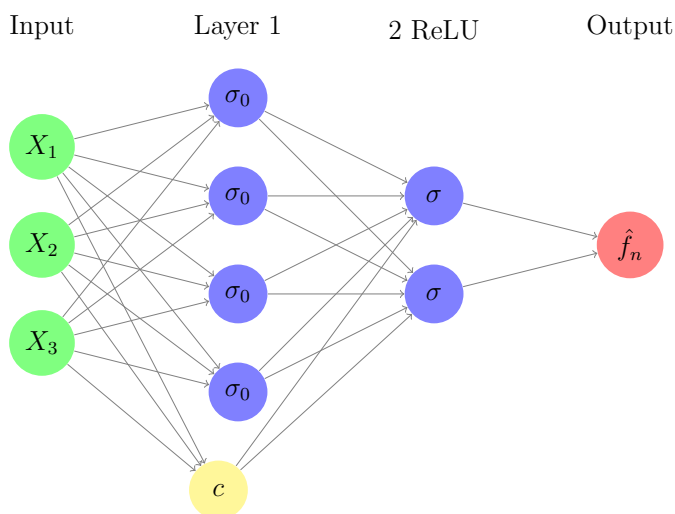 Input Layer 1 2 ReLU Output
X₁
X₂
X₃
σ₀
σ₀
σ₀
σ₀
c
σ
σ
f̂ₙ